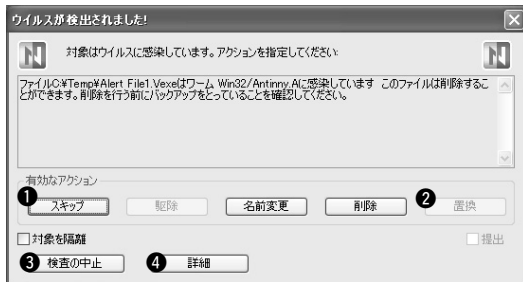 ウイルスが検出されました!
対象はウイルスに感染しています。アクションを指定してください:
ファイルC:¥Temp¥Alert File1.Vexeはワーム Win32/Antinny.Aに感染しています このファイルは削除するこ
とができます。削除を行う前にバックアップをとっていることを確認してください。
有効なアクション
❶ スキップ 駆除 名前変更 削除 ❷ 置換
対象を隔離 提出
❸ 検査の中止 ❹ 詳細